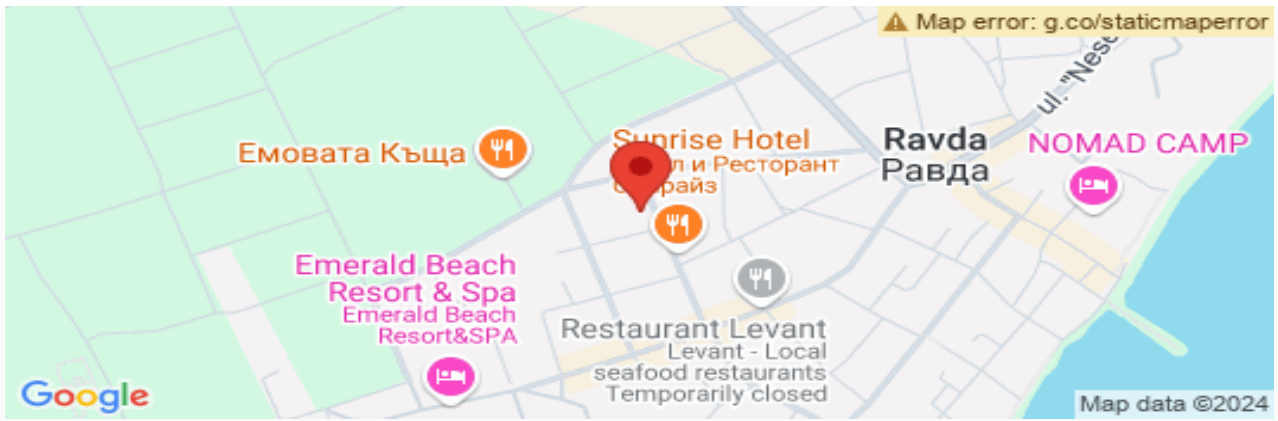 Map error: g.co/staticmaperror
ul. "Nese
Sunrise Hotel
л и Ресторант
райз
Емовата Къща
Ravda
Равда
NOMAD CAMP
Emerald Beach
Resort & Spa
Emerald Beach
Resort&SPA
Restaurant Levant
Levant - Local
seafood restaurants
Temporarily closed
Google
Map data ©2024